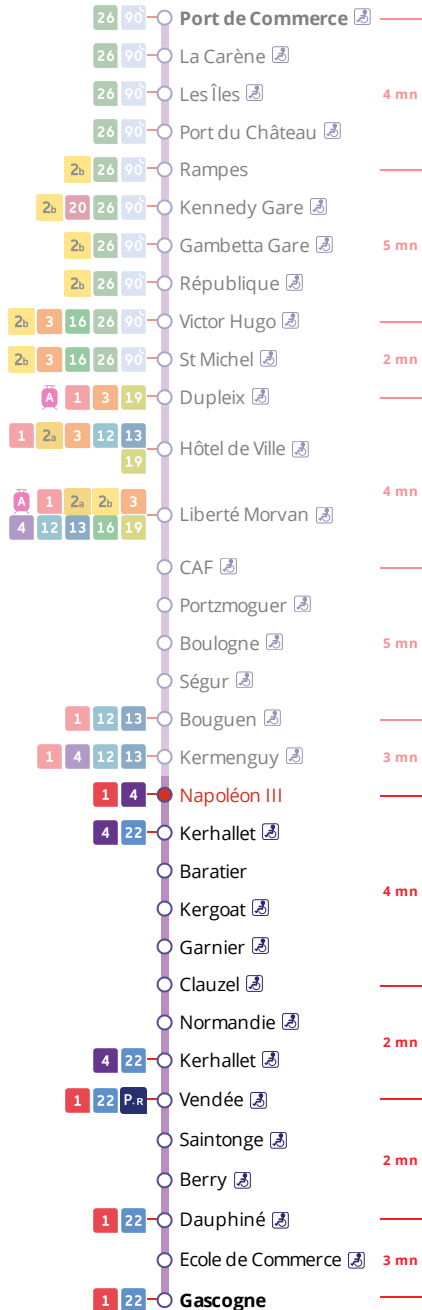 26 90 Port de Commerce
26 90 La Carène
26 90 Les Îles 4 mn
26 90 Port du Château
2b 26 90 Rampes
2b 20 26 90 Kennedy Gare
2b 26 90 Gambetta Gare 5 mn
2b 26 90 République
2b 3 16 26 90 Victor Hugo
2b 3 16 26 90 St Michel 2 mn
A 1 3 19 Dupleix
1 2a 3 12 13
19 Hôtel de Ville
4 mn
A 1 2a 2b 3
4 12 13 16 19 Liberté Morvan
CAF
Portzmoguer
Boulogne 5 mn
Ségur
1 12 13 Bouguen
1 4 12 13 Kermenguy 3 mn
1 4 Napoléon III
4 22 Kerhallet
Baratier
4 mn
Kergoat
Garnier
Clauzel
Normandie
2 mn
4 22 Kerhallet
1 22 P+R Vendée
Saintonge
2 mn
Berry
1 22 Dauphiné
Ecole de Commerce 3 mn
1 22 Gascogne